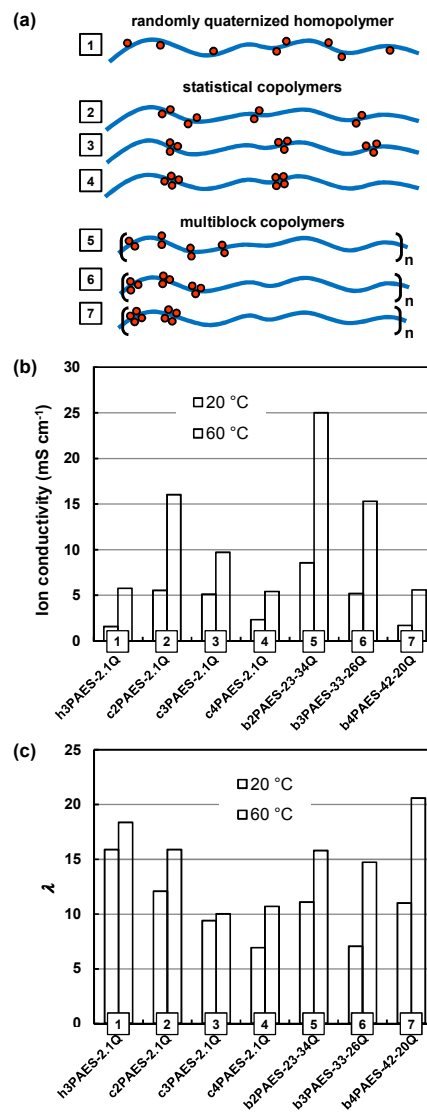 (a)
randomly quaternized homopolymer
1
statistical copolymers
2
3
4
multiblock copolymers
5
n
6
n
7
n
(b)
30
25
20
15
10
5
0
Ion conductivity (mS cm⁻¹)
20 °C
60 °C
1
2
3
4
5
6
7
h3PAES-2.1Q
c2PAES-2.1Q
c3PAES-2.1Q
c4PAES-2.1Q
b2PAES-23-34Q
b3PAES-33-26Q
b4PAES-42-20Q
(c)
25
20
15
10
5
0
λ
20 °C
60 °C
1
2
3
4
5
6
7
h3PAES-2.1Q
c2PAES-2.1Q
c3PAES-2.1Q
c4PAES-2.1Q
b2PAES-23-34Q
b3PAES-33-26Q
b4PAES-42-20Q